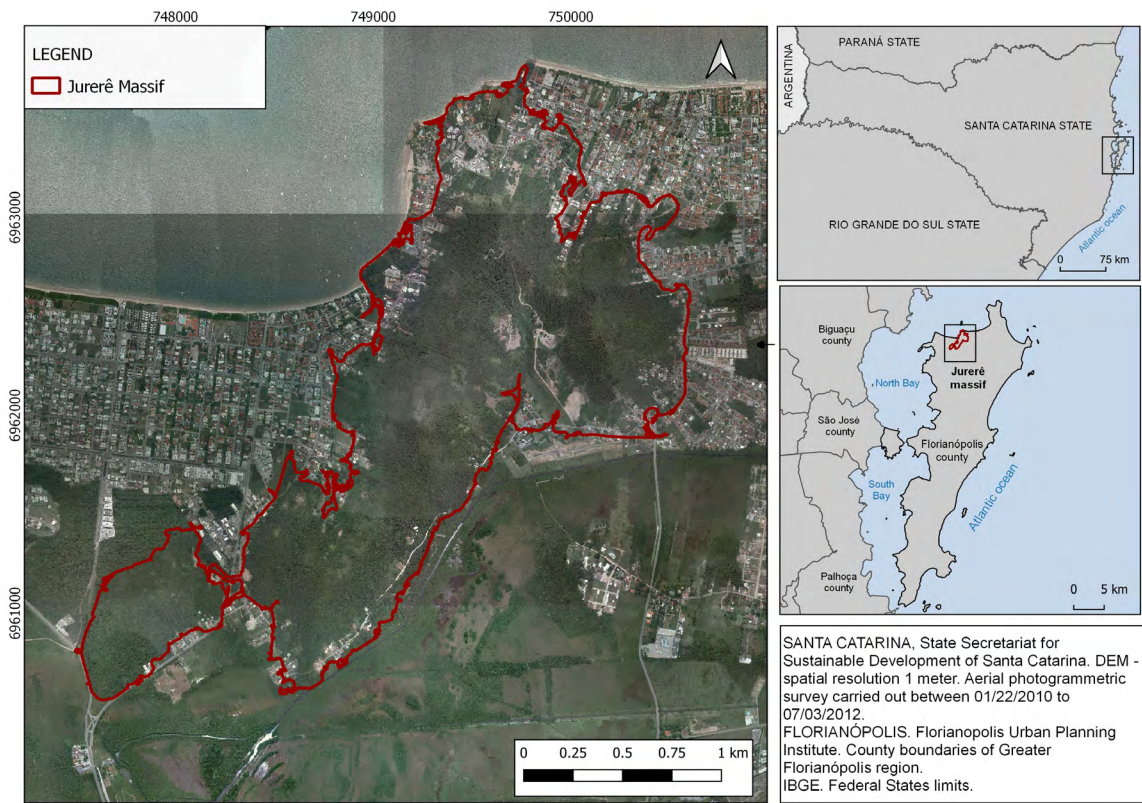 748000
749000
750000
LEGEND
Jurerê Massif
6963000
6962000
6961000
0 0.25 0.5 0.75 1 km
PARANÁ STATE
ARGENTINA
SANTA CATARINA STATE
RIO GRANDE DO SUL STATE
Atlantic ocean
0 75 km
Biguaçu
county
Jurerê
massif
North Bay
São José
county
Florianópolis
county
South
Bay
Atlantic ocean
Palhoça
county
0 5 km
SANTA CATARINA, State Secretariat for
Sustainable Development of Santa Catarina. DEM -
spatial resolution 1 meter. Aerial photogrammetric
survey carried out between 01/22/2010 to
07/03/2012.
FLORIANÓPOLIS. Florianopolis Urban Planning
Institute. County boundaries of Greater
Florianópolis region.
IBGE. Federal States limits.